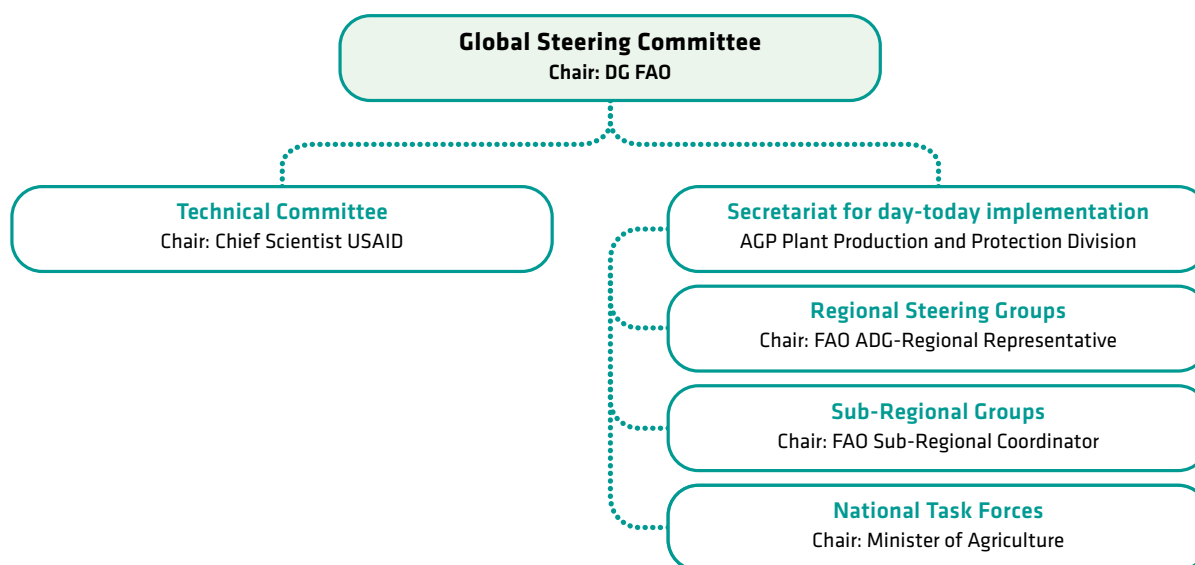 Global Steering Committee
Chair: DG FAO
Technical Committee
Chair: Chief Scientist USAID
Secretariat for day-today implementation
AGP Plant Production and Protection Division
Regional Steering Groups
Chair: FAO ADG-Regional Representative
Sub-Regional Groups
Chair: FAO Sub-Regional Coordinator
National Task Forces
Chair: Minister of Agriculture